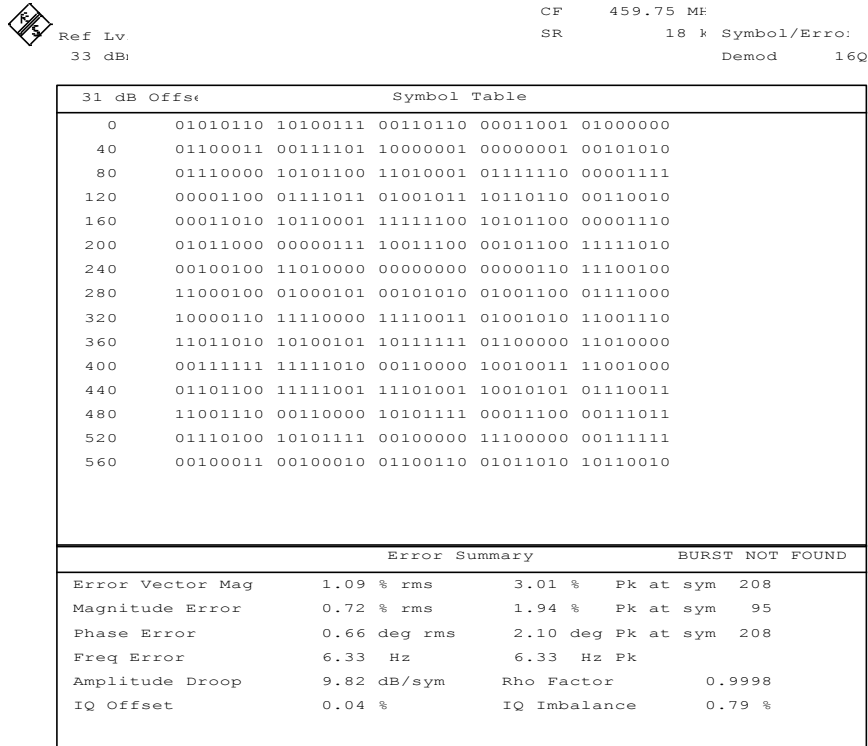 CF 459.75 MH
Ref Lv
SR 18 k Symbol/Error
33 dB
Demod 16Q
31 dB Offse Symbol Table
0 01010110 10100111 00110110 00011001 01000000
40 01100011 00111101 10000001 00000001 00101010
80 01110000 10101100 11010001 01111110 00001111
120 00001100 01111011 01001011 10110110 00110010
160 00011010 10110001 11111100 10101100 00001110
200 01011000 00000111 10011100 00101100 11111010
240 00100100 11010000 00000000 00000110 11100100
280 11000100 01000101 00101010 01001100 01111000
320 10000110 11110000 11110011 01001010 11001110
360 11011010 10100101 10111111 01100000 11010000
400 00111111 11111010 00110000 10010011 11001000
440 01101100 11111001 11101001 10010101 01110011
480 11001110 00110000 10101111 00011100 00111011
520 01110100 10101111 00100000 11100000 00111111
560 00100011 00100010 01100110 01011010 10110010
Error Summary BURST NOT FOUND
Error Vector Mag 1.09 % rms 3.01 % Pk at sym 208
Magnitude Error 0.72 % rms 1.94 % Pk at sym 95
Phase Error 0.66 deg rms 2.10 deg Pk at sym 208
Freq Error 6.33 Hz 6.33 Hz Pk
Amplitude Droop 9.82 dB/sym Rho Factor 0.9998
IQ Offset 0.04 % IQ Imbalance 0.79 %